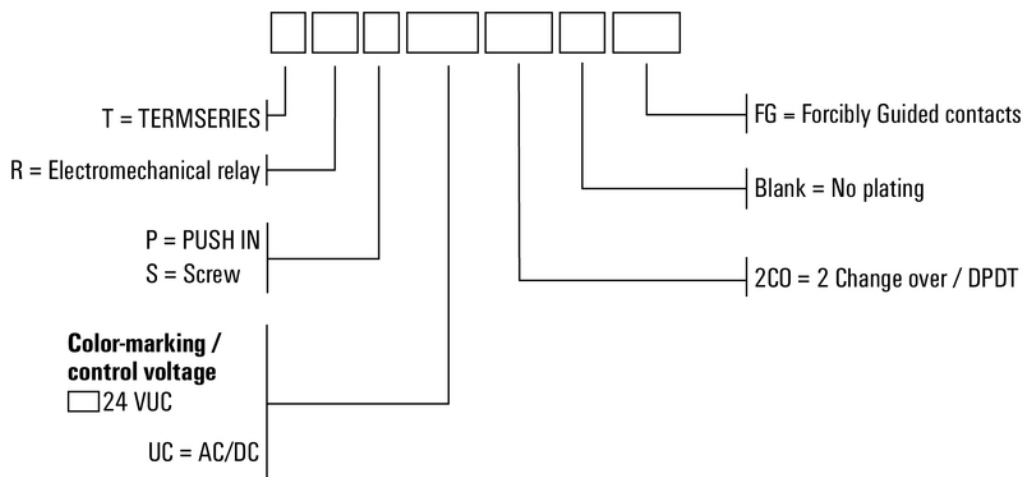 T = TERMSERIES
R = Electromechanical relay
P = PUSH IN
S = Screw
Color-marking /
control voltage
24 VUC
UC = AC/DC
FG = Forcibly Guided contacts
Blank = No plating
2CO = 2 Change over / DPDT